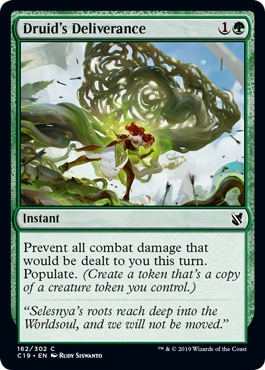 Druid's Deliverance 1
Instant
Prevent all combat damage that
would be dealt to you this turn.
Populate. (Create a token that's a copy
of a creature token you control.)
"Selesnya's roots reach deep into the
Worldsoul, and we will not be moved."
162/302 C
C19 • EN Rudy Siswanto
™ & © 2019 Wizards of the Coast